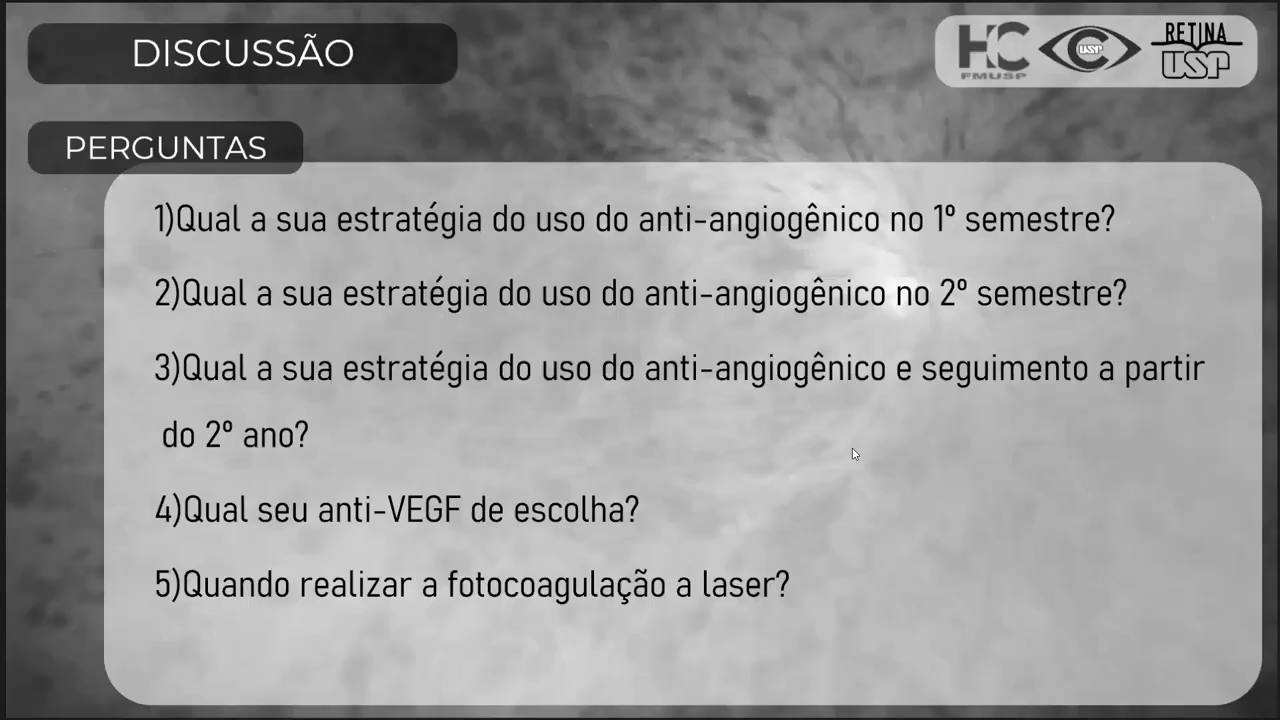 DISCUSSÃO
HC
FMUSP
USP
RETINA
USP
PERGUNTAS
1)Qual a sua estratégia do uso do anti-angiogênico no 1º semestre?
2)Qual a sua estratégia do uso do anti-angiogênico no 2º semestre?
3)Qual a sua estratégia do uso do anti-angiogênico e seguimento a partir
do 2º ano?
4)Qual seu anti-VEGF de escolha?
5)Quando realizar a fotocoagulação a laser?